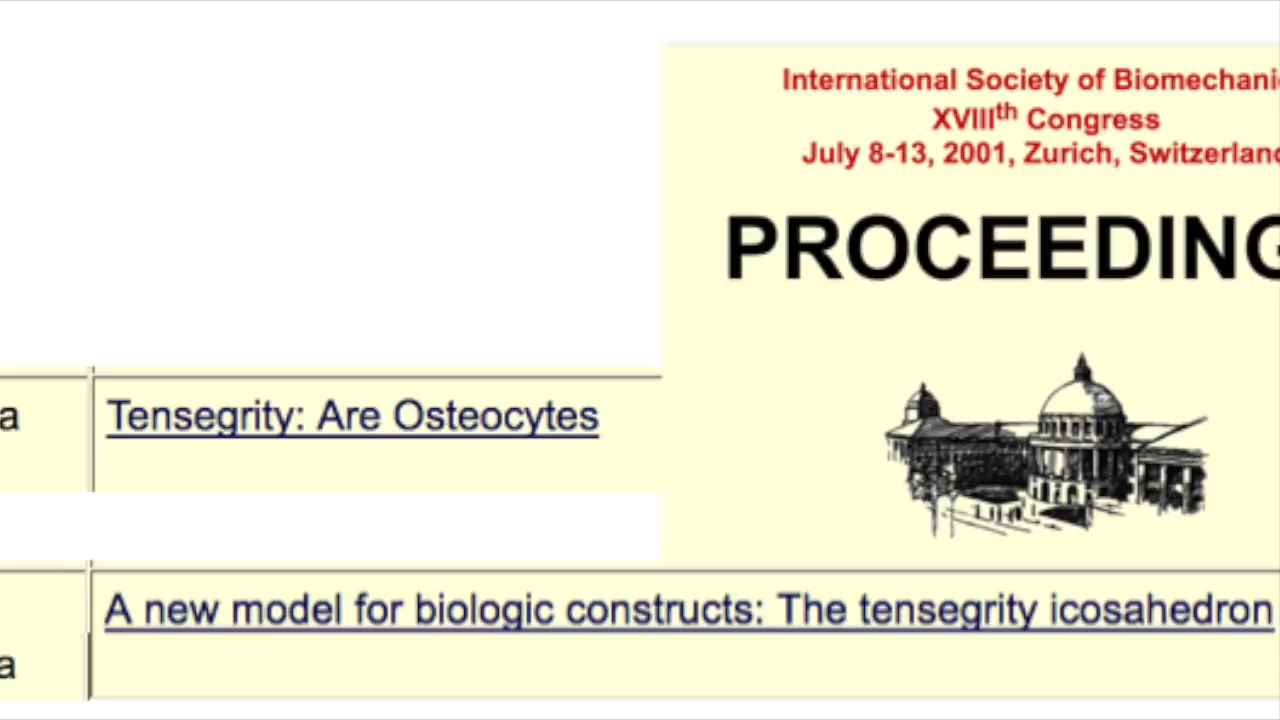 International Society of Biomechani
XVIIIth Congress
July 8-13, 2001, Zurich, Switzerland
PROCEEDING
a
Tensegrity: Are Osteocytes
A new model for biologic constructs: The tensegrity icosahedron
a